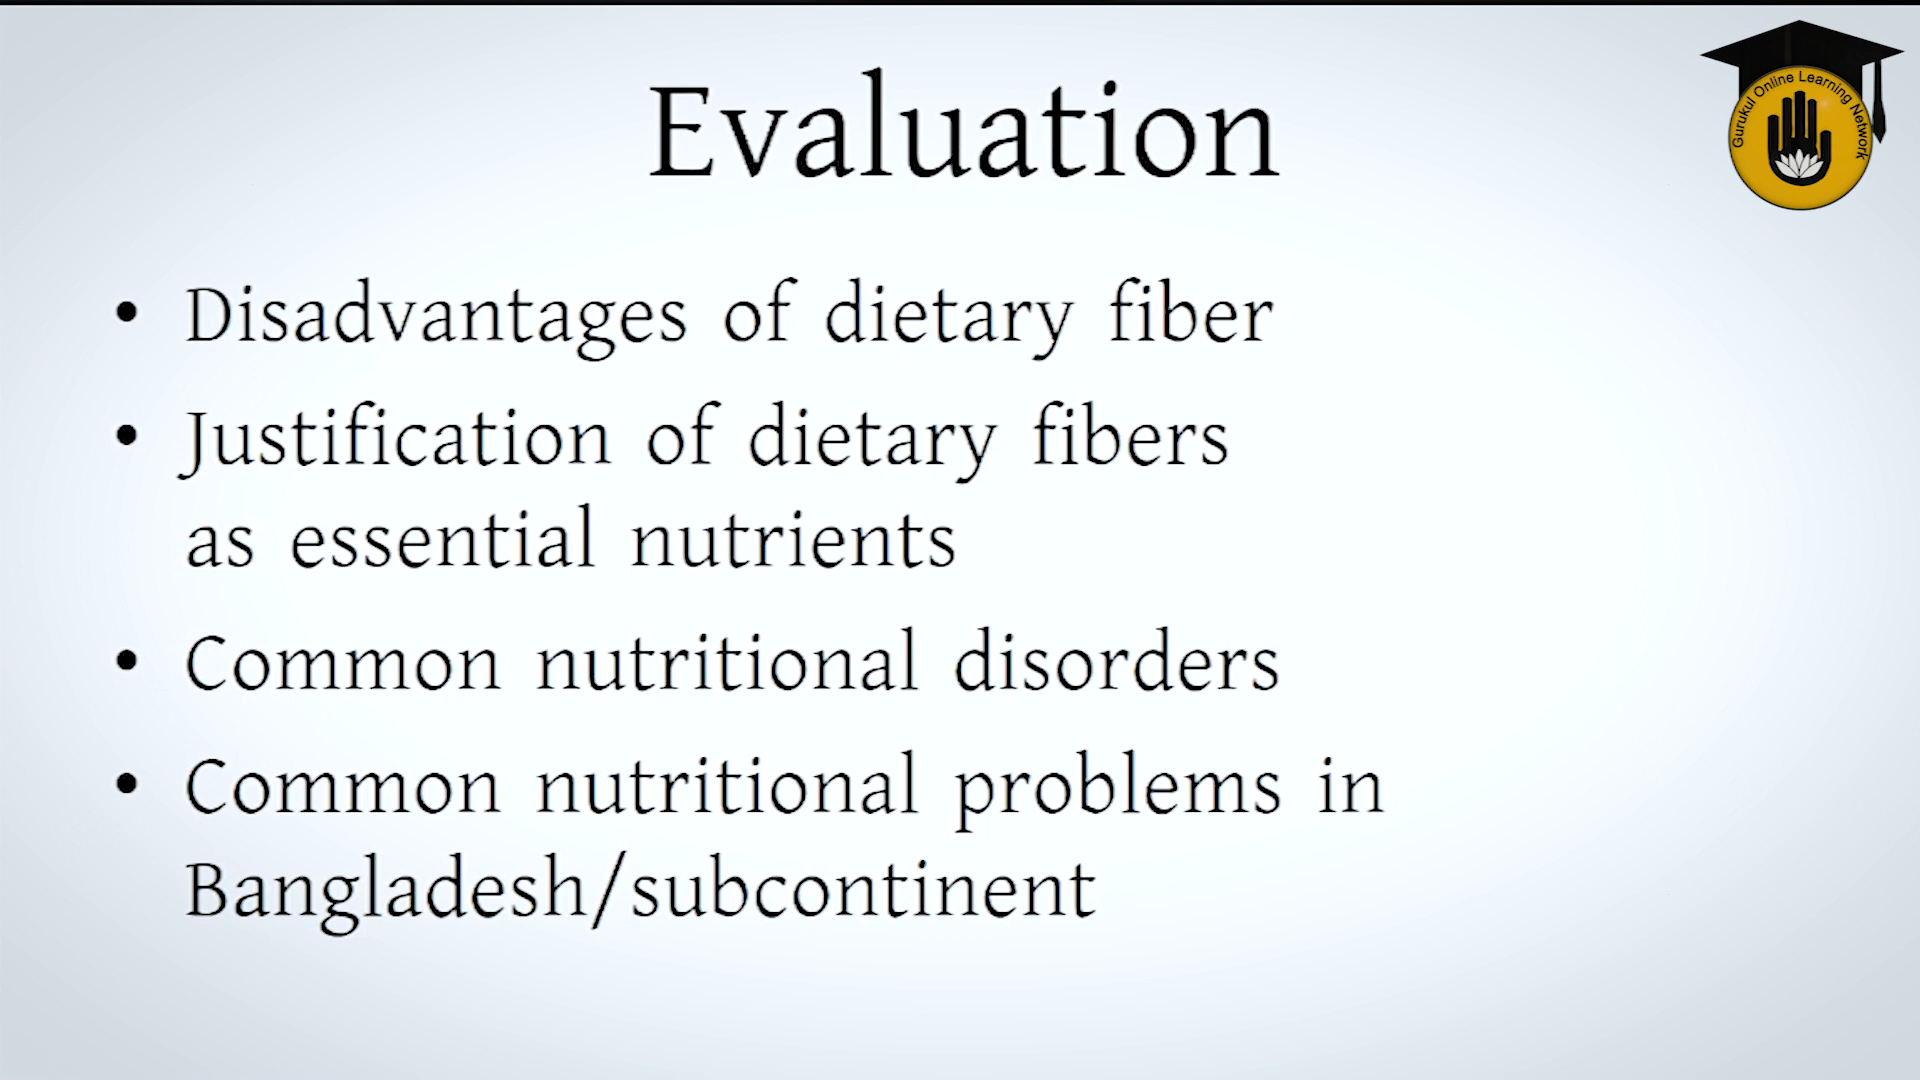 Evaluation
Gurukul Online Learning Network
• Disadvantages of dietary fiber
• Justification of dietary fibers
as essential nutrients
• Common nutritional disorders
• Common nutritional problems in
Bangladesh/subcontinent